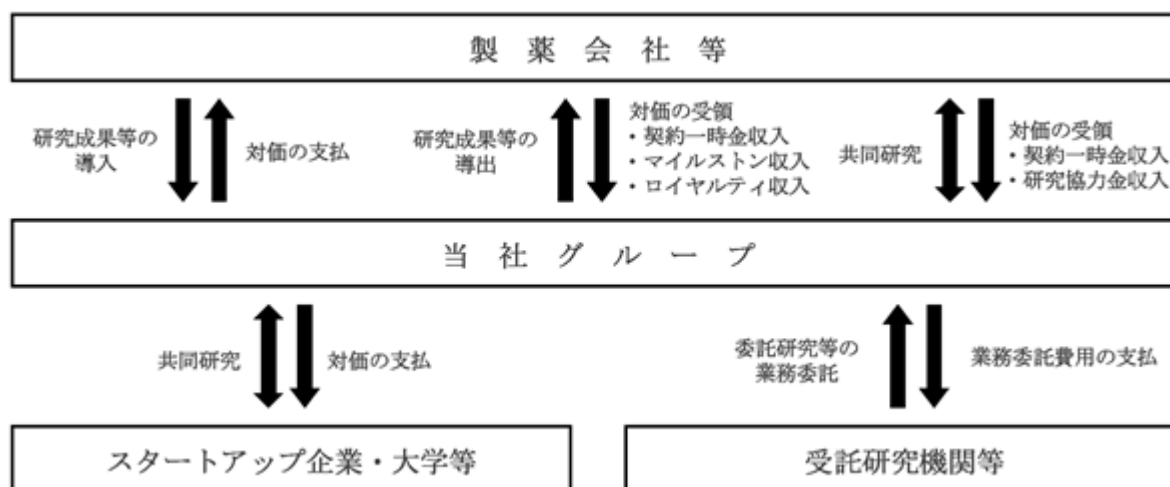 製薬会社等
研究成果等の
導入
対価の支払
研究成果等の
導出
対価の受領
・契約一時金収入
・マイルストン収入
・ロイヤルティ収入
共同研究
対価の受領
・契約一時金収入
・研究協力金収入
当社グループ
共同研究
対価の支払
委託研究等の
業務委託
業務委託費用の支払
スタートアップ企業・大学等
受託研究機関等